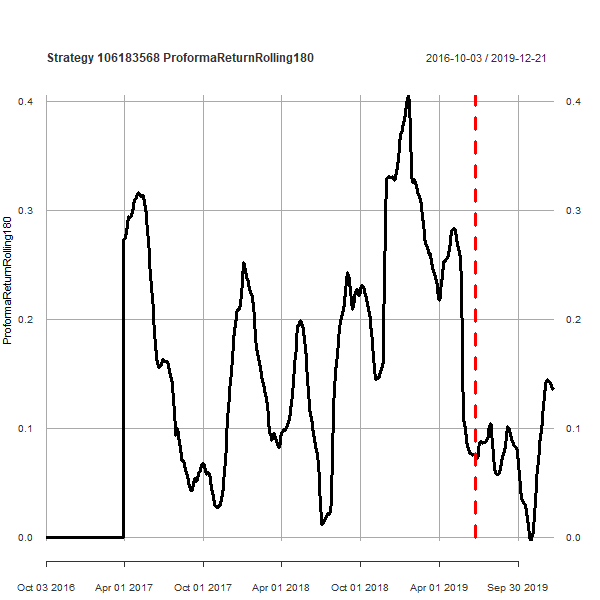 Strategy 106183568 ProformaReturnRolling180
2016-10-03 / 2019-12-21
0.4
0.4
0.3
0.3
ProformaReturnRolling180
0.2
0.2
0.1
0.1
0.0
0.0
Oct 03 2016
Apr 01 2017
Oct 01 2017
Apr 01 2018
Oct 01 2018
Apr 01 2019
Sep 30 2019